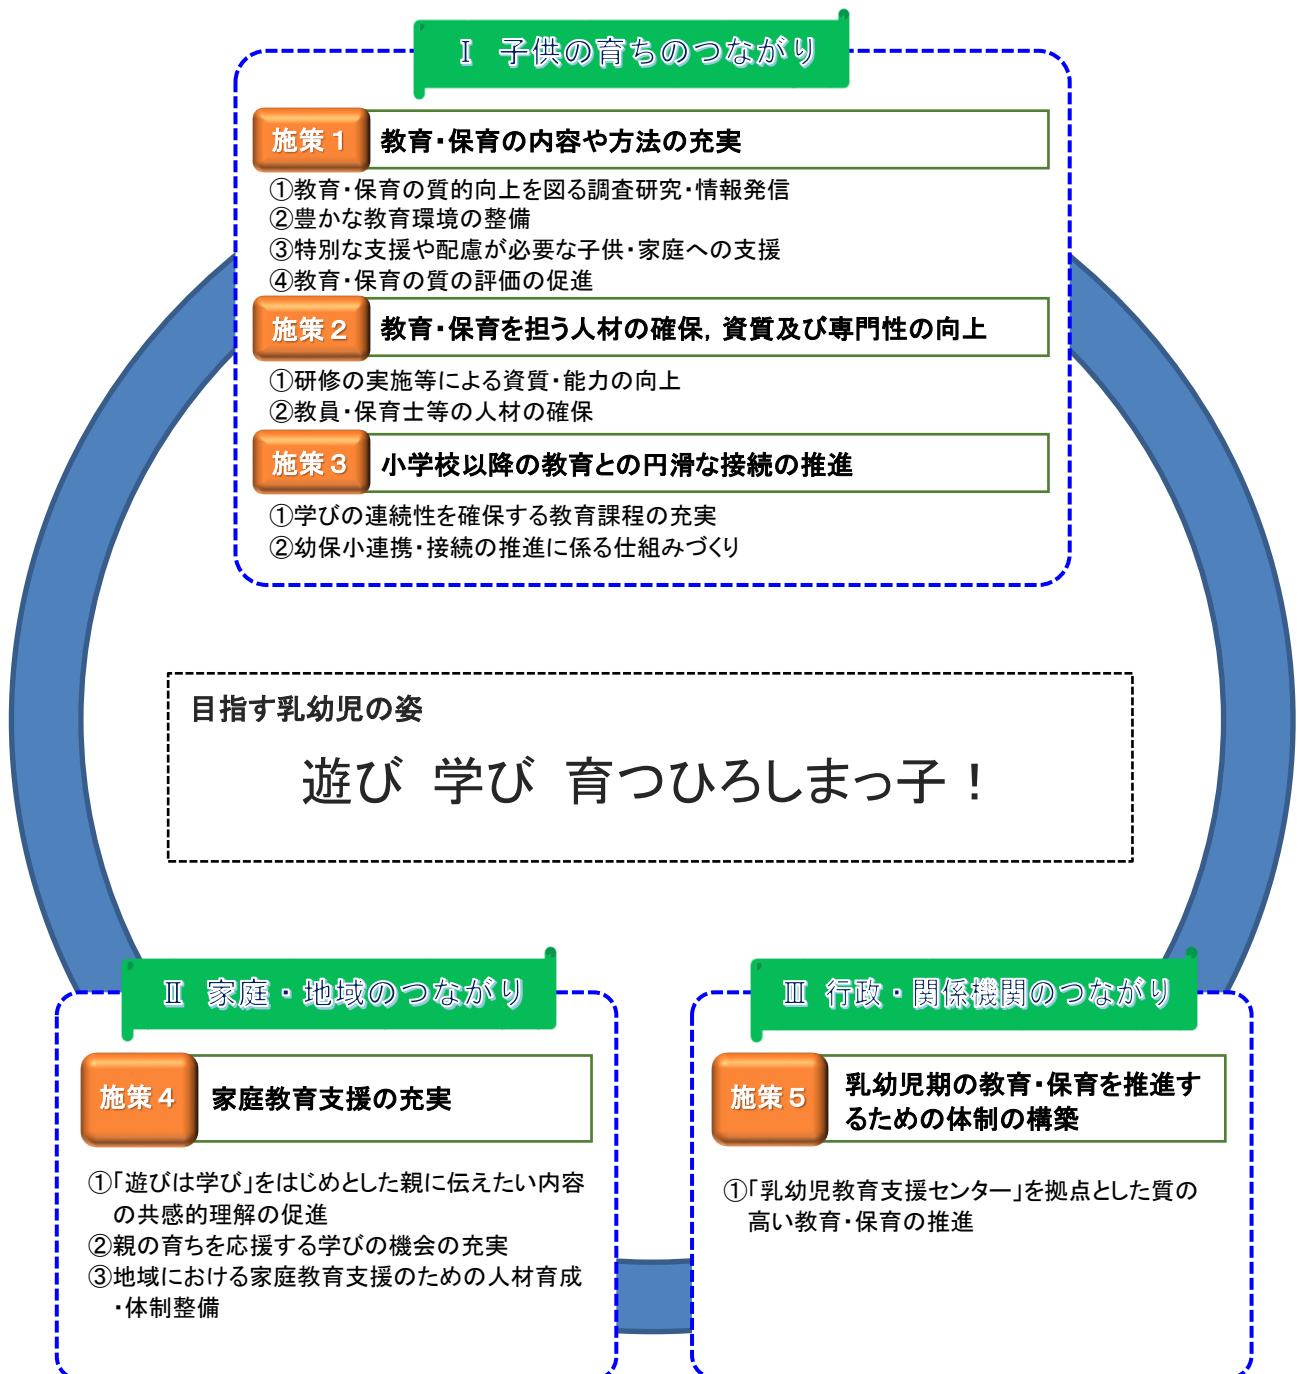 Ⅰ 子供の育ちのつながり
施策１ 教育・保育の内容や方法の充実
①教育・保育の質的向上を図る調査研究・情報発信
②豊かな教育環境の整備
③特別な支援や配慮が必要な子供・家庭への支援
④教育・保育の質の評価の促進
施策２ 教育・保育を担う人材の確保，資質及び専門性の向上
①研修の実施等による資質・能力の向上
②教員・保育士等の人材の確保
施策３ 小学校以降の教育との円滑な接続の推進
①学びの連続性を確保する教育課程の充実
②幼保小連携・接続の推進に係る仕組みづくり
目指す乳幼児の姿
遊び 学び 育つひろしまっ子！
Ⅱ 家庭・地域のつながり
施策４ 家庭教育支援の充実
①「遊びは学び」をはじめとした親に伝えたい内容
の共感的理解の促進
②親の育ちを応援する学びの機会の充実
③地域における家庭教育支援のための人材育成
・体制整備
Ⅲ 行政・関係機関のつながり
施策５ 乳幼児期の教育・保育を推進す
るための体制の構築
①「乳幼児教育支援センター」を拠点とした質の
高い教育・保育の推進